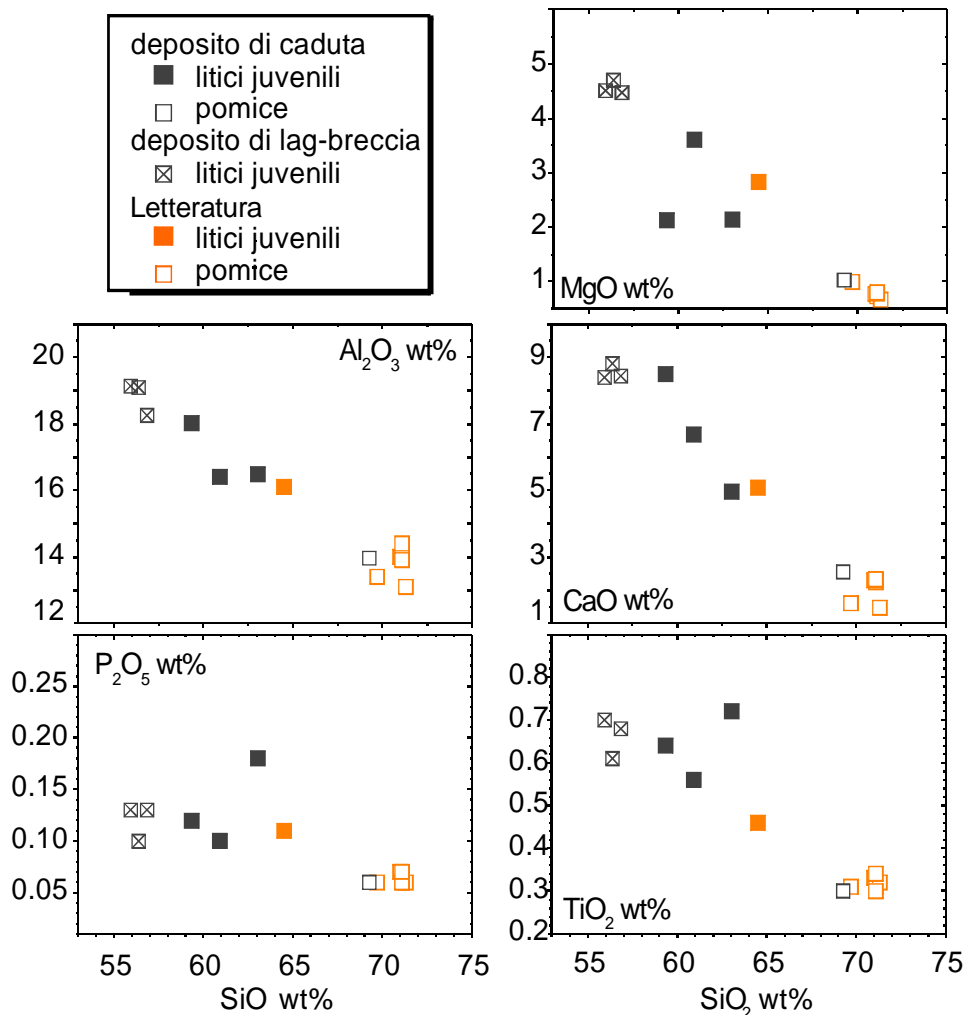 deposito di caduta
litici juvenili
pomice
deposito di lag-breccia
litici juvenili
Letteratura
litici juvenili
pomice
5
4
3
2
1
MgO wt%
20
18
16
14
12
Al₂O₃ wt%
9
7
5
3
1
CaO wt%
0.25
0.20
0.15
0.10
0.05
P₂O₅ wt%
55 60 65 70 75
SiO wt%
0.8
0.7
0.6
0.5
0.4
0.3
0.2
TiO₂ wt%
55 60 65 70 75
SiO₂ wt%